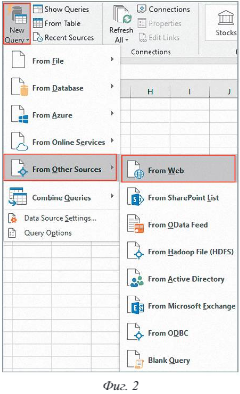 New Query
Show Queries
From Table
Recent Sources
Refresh All
Connections
Properties
Edit Links
Connections
Stocks
H
I
J
From File
From Database
From Azure
From Online Services
From Other Sources
Combine Queries
Data Source Settings...
Query Options
From Web
From SharePoint List
From OData Feed
From Hadoop File (HDFS)
From Active Directory
From Microsoft Exchange
From ODBC
Blank Query
Фиг. 2